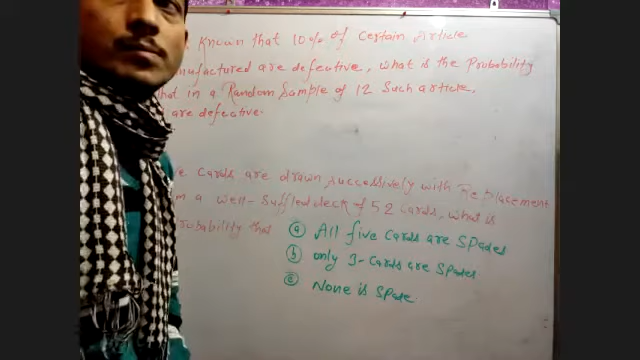 Known that 10% of Certain Article
nufactured are defective, what is the Probability
hat in a Random Sample of 12 Such article,
are defective.
e Cards are drawn successively with Replacement
m a well-Suffled deck of 52 cards, what is
robability that
(a) All five Cards are Spades
(b) only 3-Cards are Spades
(c) None is Spade.